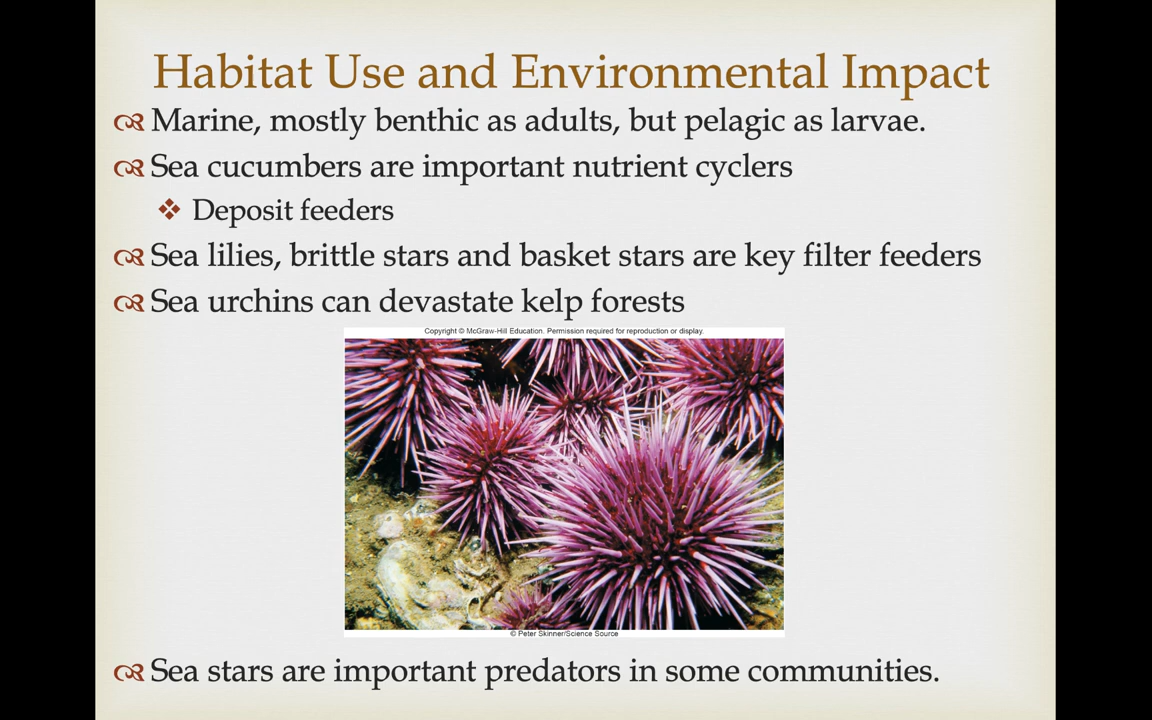 Habitat Use and Environmental Impact
Marine, mostly benthic as adults, but pelagic as larvae.
Sea cucumbers are important nutrient cyclers
Deposit feeders
Sea lilies, brittle stars and basket stars are key filter feeders
Sea urchins can devastate kelp forests
Copyright © McGraw-Hill Education. Permission required for reproduction or display.
© Peter Skinner/Science Source
Sea stars are important predators in some communities.